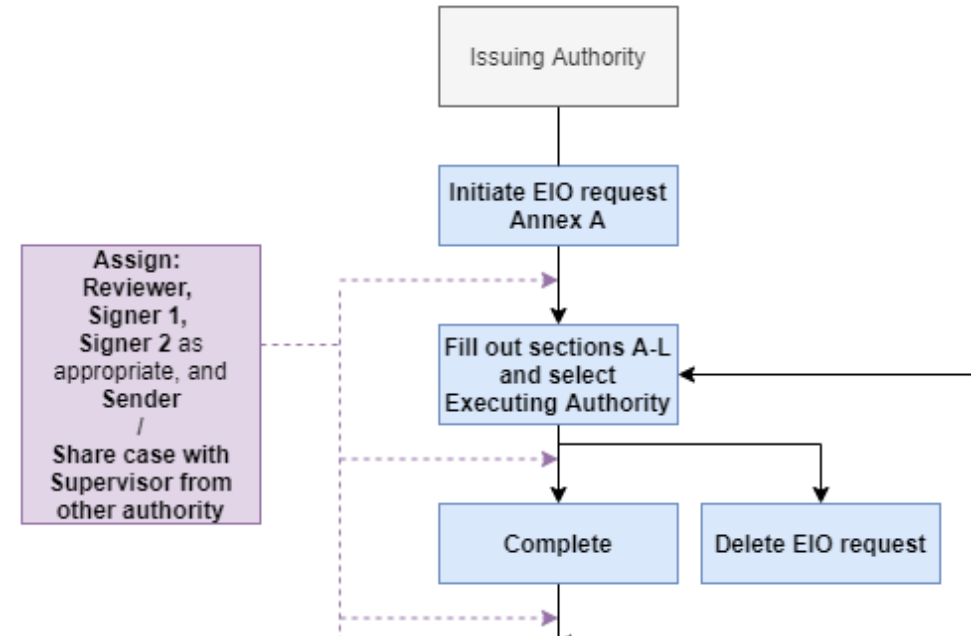 Issuing Authority
Initiate EIO request
Annex A
Assign:
Reviewer,
Signer 1,
Signer 2 as
appropriate, and
Sender
/
Share case with
Supervisor from
other authority
Fill out sections A-L
and select
Executing Authority
Complete
Delete EIO request